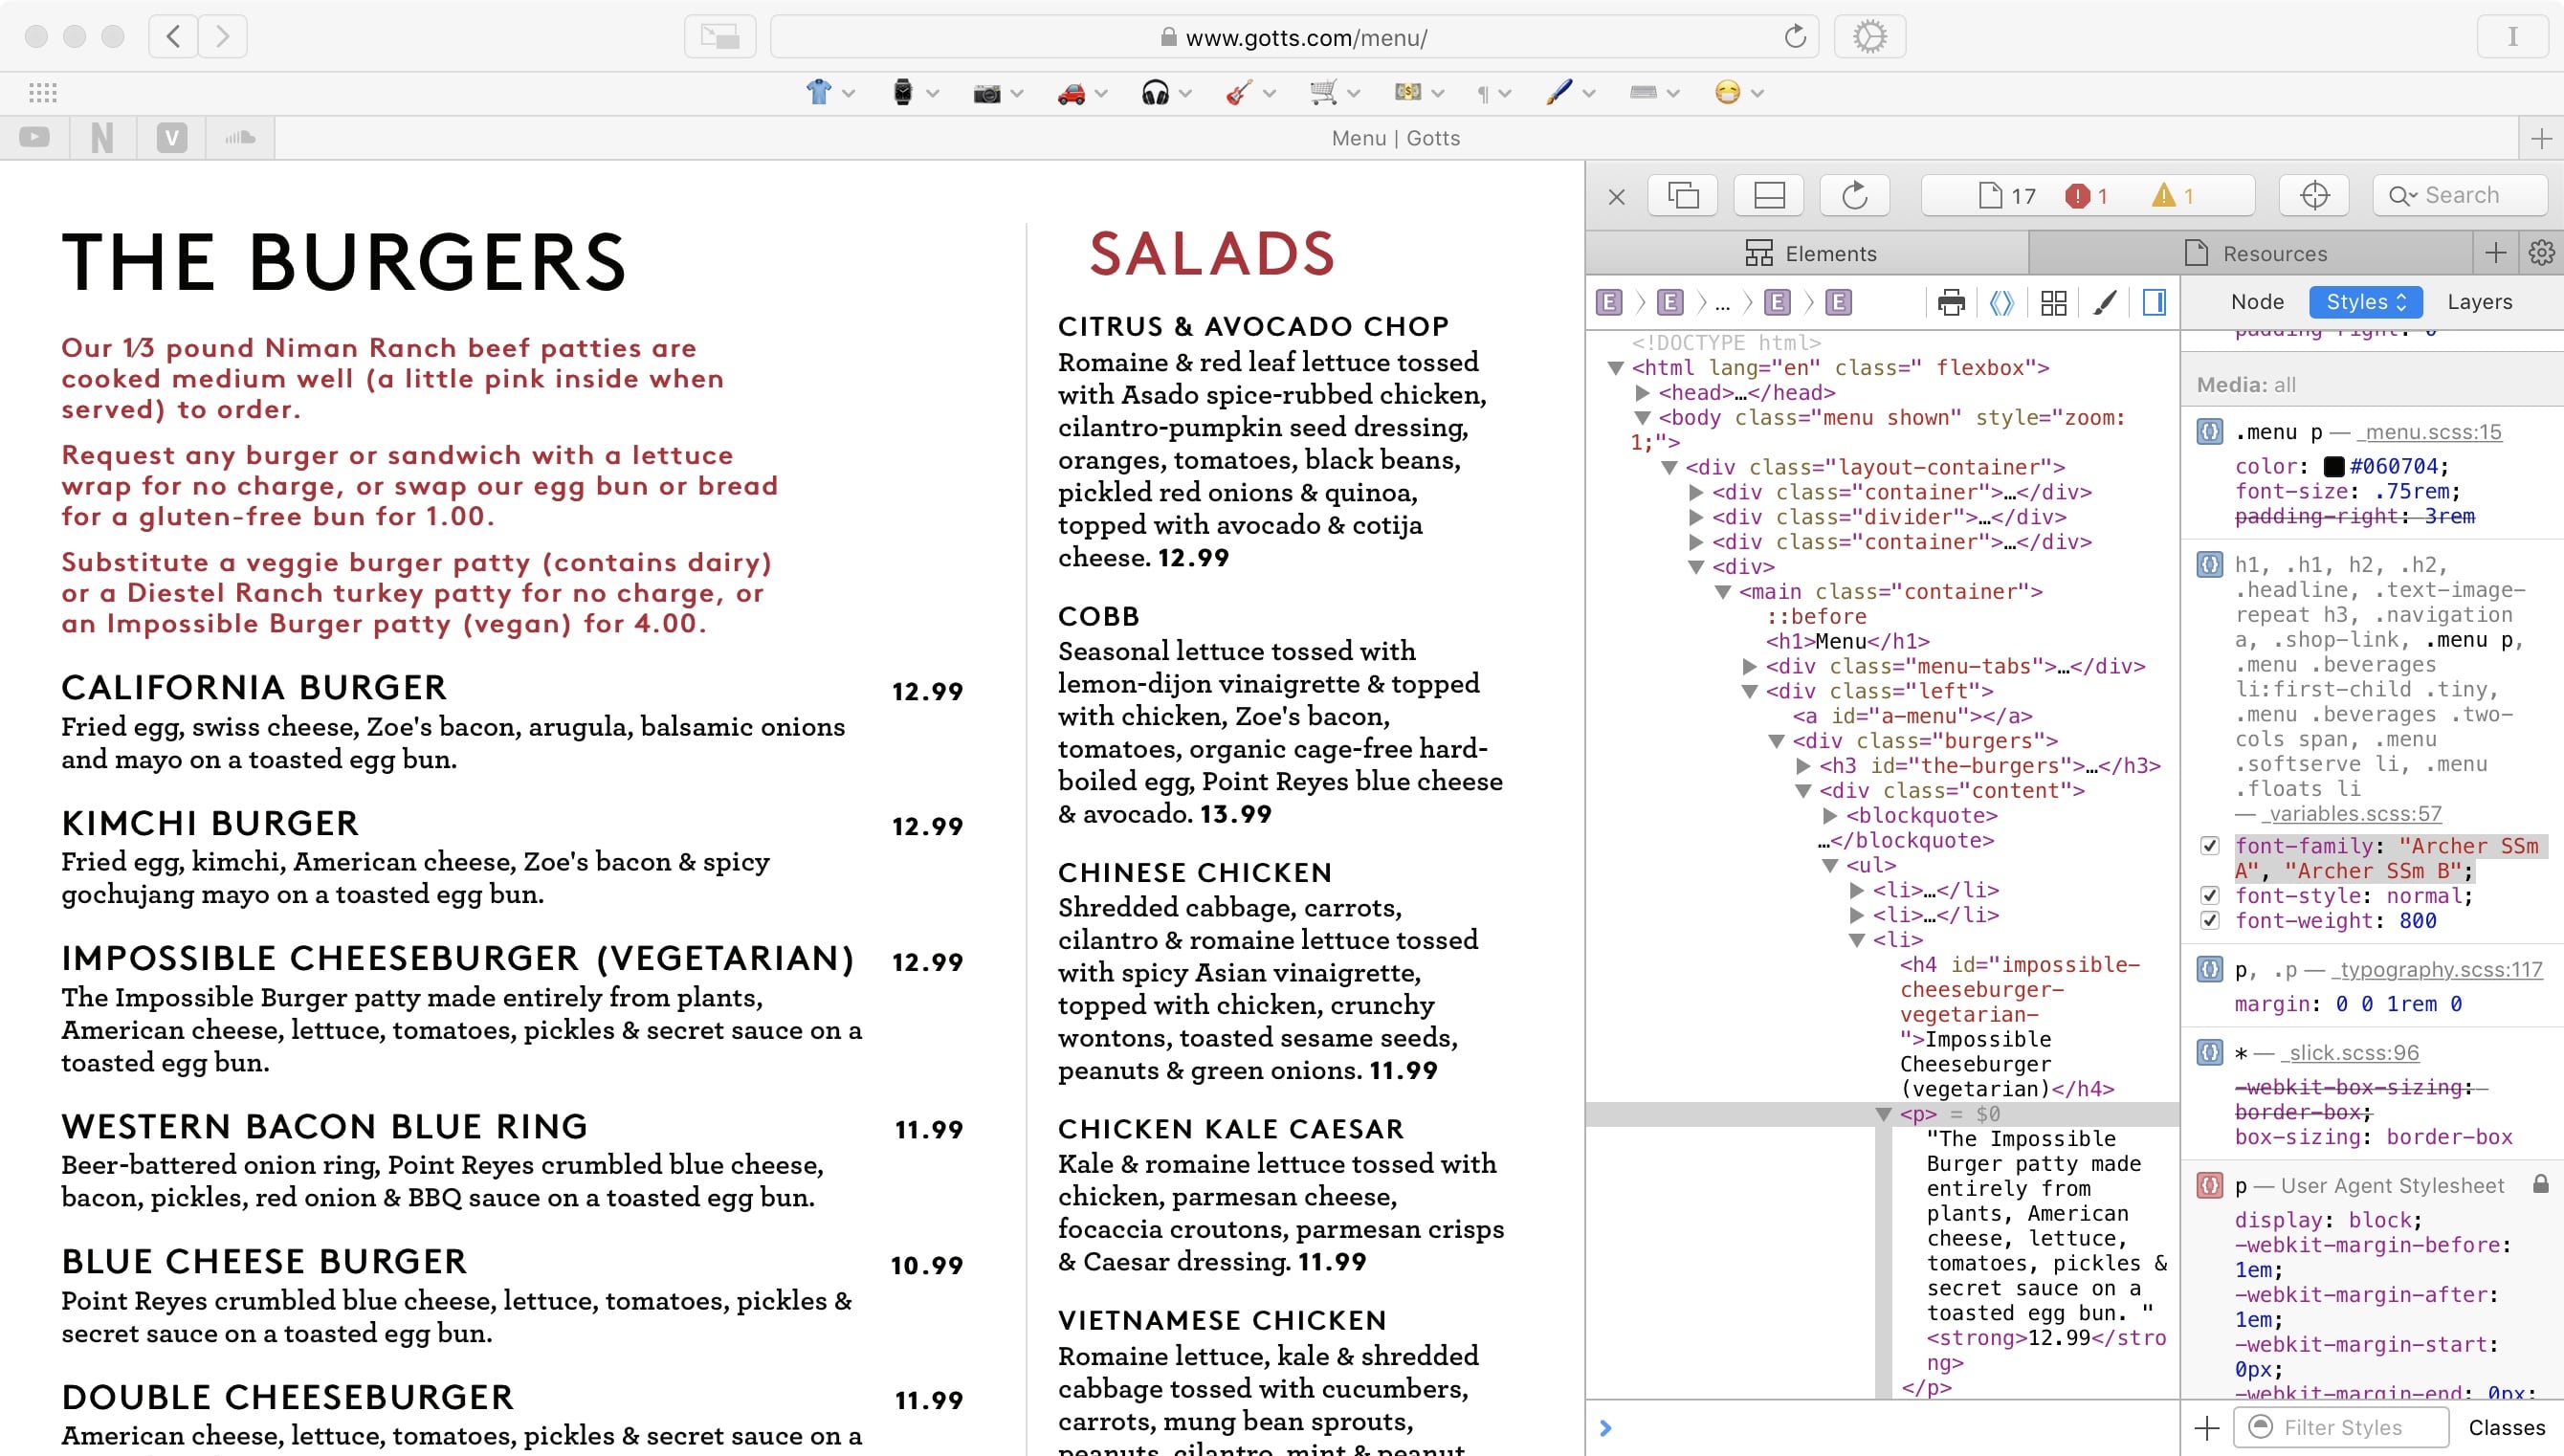 www.gotts.com/menu/
Menu | Gotts
THE BURGERS
Our 1/3 pound Niman Ranch beef patties are
cooked medium well (a little pink inside when
served) to order.
Request any burger or sandwich with a lettuce
wrap for no charge, or swap our egg bun or bread
for a gluten-free bun for 1.00.
Substitute a veggie burger patty (contains dairy)
or a Diestel Ranch turkey patty for no charge, or
an Impossible Burger patty (vegan) for 4.00.
CALIFORNIA BURGER 12.99
Fried egg, swiss cheese, Zoe's bacon, arugula, balsamic onions
and mayo on a toasted egg bun.
KIMCHI BURGER 12.99
Fried egg, kimchi, American cheese, Zoe's bacon & spicy
gochujang mayo on a toasted egg bun.
IMPOSSIBLE CHEESEBURGER (VEGETARIAN) 12.99
The Impossible Burger patty made entirely from plants,
American cheese, lettuce, tomatoes, pickles & secret sauce on a
toasted egg bun.
WESTERN BACON BLUE RING 11.99
Beer-battered onion ring, Point Reyes crumbled blue cheese,
bacon, pickles, red onion & BBQ sauce on a toasted egg bun.
BLUE CHEESE BURGER 10.99
Point Reyes crumbled blue cheese, lettuce, tomatoes, pickles &
secret sauce on a toasted egg bun.
DOUBLE CHEESEBURGER 11.99
American cheese, lettuce, tomatoes, pickles & secret sauce on a
SALADS
CITRUS & AVOCADO CHOP
Romaine & red leaf lettuce tossed
with Asado spice-rubbed chicken,
cilantro-pumpkin seed dressing,
oranges, tomatoes, black beans,
pickled red onions & quinoa,
topped with avocado & cotija
cheese. 12.99
COBB
Seasonal lettuce tossed with
lemon-dijon vinaigrette & topped
with chicken, Zoe's bacon,
tomatoes, organic cage-free hard-
boiled egg, Point Reyes blue cheese
& avocado. 13.99
CHINESE CHICKEN
Shredded cabbage, carrots,
cilantro & romaine lettuce tossed
with spicy Asian vinaigrette,
topped with chicken, crunchy
wontons, toasted sesame seeds,
peanuts & green onions. 11.99
CHICKEN KALE CAESAR
Kale & romaine lettuce tossed with
chicken, parmesan cheese,
focaccia croutons, parmesan crisps
& Caesar dressing. 11.99
VIETNAMESE CHICKEN
Romaine lettuce, kale & shredded
cabbage tossed with cucumbers,
carrots, mung bean sprouts,
peanuts, cilantro, mint & peanut
17 1 1
Search
Elements
Resources
E E ... E E
<!DOCTYPE html>
<html lang="en" class=" flexbox">
<head>…</head>
<body class="menu shown" style="zoom:
1;">
<div class="layout-container">
<div class="container">…</div>
<div class="divider">…</div>
<div class="container">…</div>
<div>
<main class="container">
::before
<h1>Menu</h1>
<div class="menu-tabs">…</div>
<div class="left">
<a id="a-menu"></a>
<div class="burgers">
<h3 id="the-burgers">…</h3>
<div class="content">
<blockquote>
…</blockquote>
<ul>
<li>…</li>
<li>…</li>
<li>
<h4 id="impossible-
cheeseburger-
vegetarian-
">Impossible
Cheeseburger
(vegetarian)</h4>
<p> = $0
"The Impossible
Burger patty made
entirely from
plants, American
cheese, lettuce,
tomatoes, pickles &
secret sauce on a
toasted egg bun. "
<strong>12.99</stro
ng>
</p>
Node Styles Layers
padding-right: 0
Media: all
.menu p — _menu.scss:15
color: #060704;
font-size: .75rem;
padding-right: 3rem
h1, .h1, h2, .h2,
.headline, .text-image-
repeat h3, .navigation
a, .shop-link, .menu p,
.menu .beverages
li:first-child .tiny,
.menu .beverages .two-
cols span, .menu
.softserve li, .menu
.floats li
— _variables.scss:57
font-family: "Archer SSm
A", "Archer SSm B";
font-style: normal;
font-weight: 800
p, .p — _typography.scss:117
margin: 0 0 1rem 0
* — _slick.scss:96
-webkit-box-sizing:
border-box;
box-sizing: border-box
p — User Agent Stylesheet
display: block;
-webkit-margin-before:
1em;
-webkit-margin-after:
1em;
-webkit-margin-start:
0px;
-webkit-margin-end: 0px;
Filter Styles
Classes